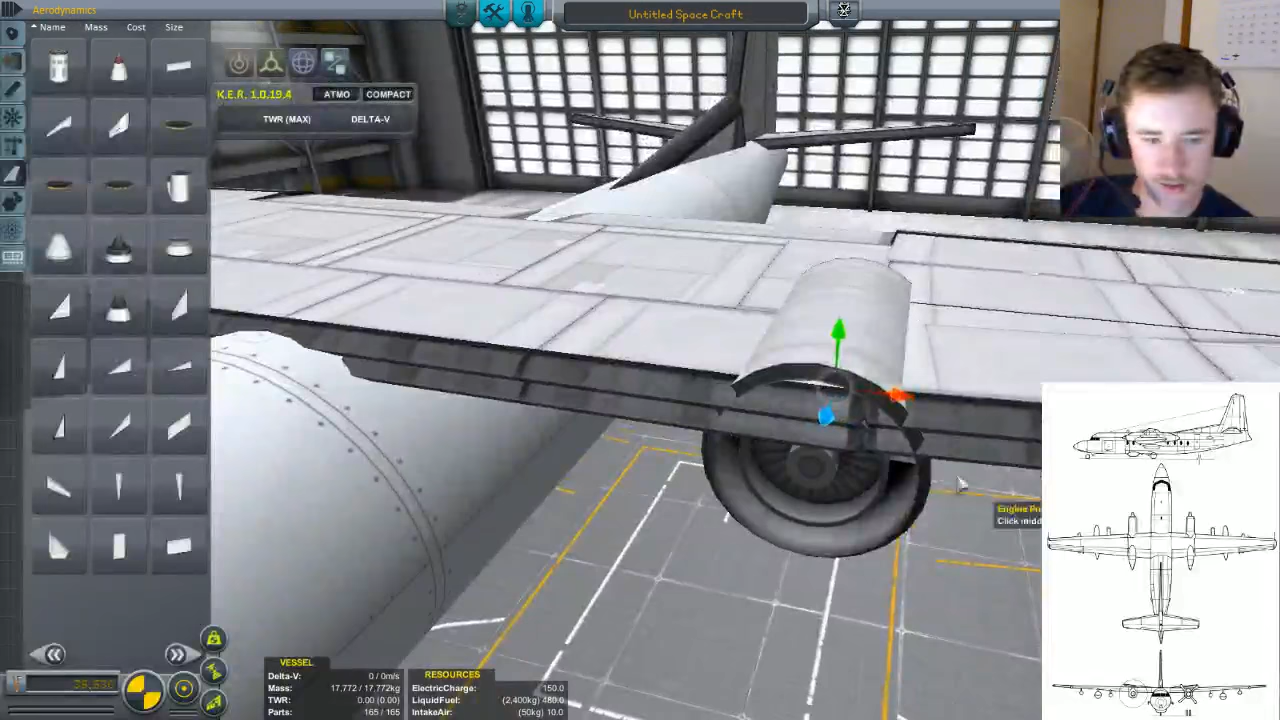 Aerodynamics
Untitled Space Craft
Name Mass Cost Size
K.E.R. 1.0.19.4 ATMO COMPACT
TWR (MAX) DELTA-V
Click midd
VESSEL
Delta-V: 0 / 0m/s
Mass: 17.772 / 17.772kg
TWR: 0.00 (0.00)
Parts: 165 / 165
RESOURCES
ElectricCharge: 150.0
LiquidFuel: (2,400kg) 480.0
IntakeAir: (50kg) 10.0